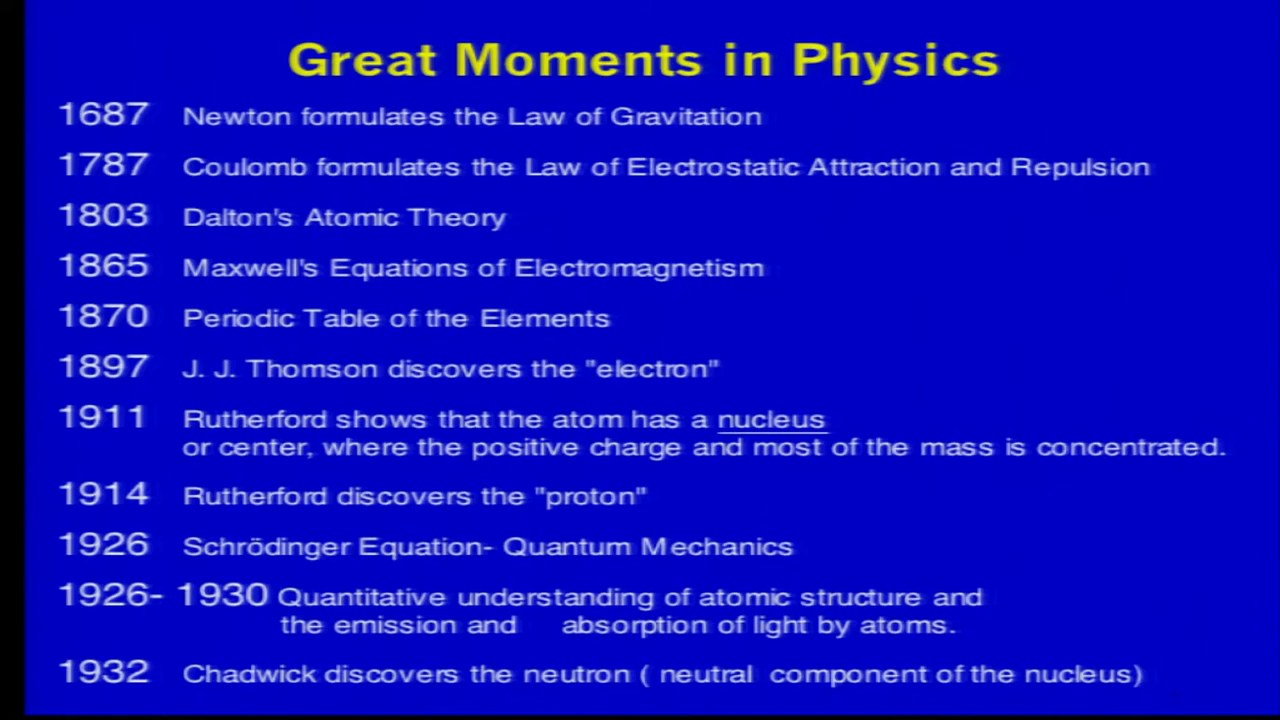 Great Moments in Physics
1687 Newton formulates the Law of Gravitation
1787 Coulomb formulates the Law of Electrostatic Attraction and Repulsion
1803 Dalton's Atomic Theory
1865 Maxwell's Equations of Electromagnetism
1870 Periodic Table of the Elements
1897 J. J. Thomson discovers the "electron"
1911 Rutherford shows that the atom has a nucleus
or center, where the positive charge and most of the mass is concentrated.
1914 Rutherford discovers the "proton"
1926 Schrödinger Equation- Quantum Mechanics
1926- 1930 Quantitative understanding of atomic structure and
the emission and absorption of light by atoms.
1932 Chadwick discovers the neutron ( neutral component of the nucleus)